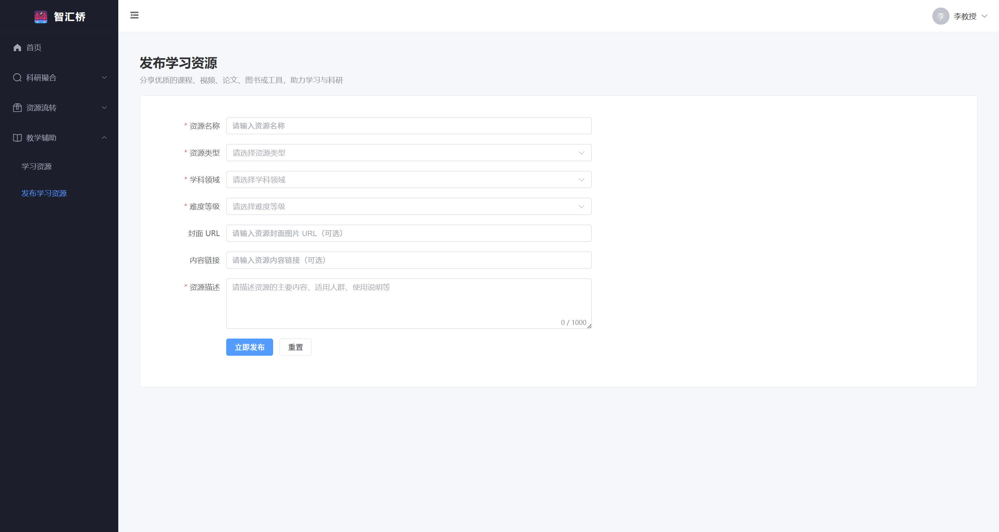 智汇桥
李 李教授
首页
科研撮合
资源流转
教学辅助
学习资源
发布学习资源
发布学习资源
分享优质的课程、视频、论文、图书或工具，助力学习与科研
* 资源名称 请输入资源名称
* 资源类型 请选择资源类型
* 学科领域 请选择学科领域
* 难度等级 请选择难度等级
封面 URL 请输入资源封面图片 URL（可选）
内容链接 请输入资源内容链接（可选）
* 资源描述 请描述资源的主要内容、适用人群、使用说明等
0 / 1000
立即发布 重置